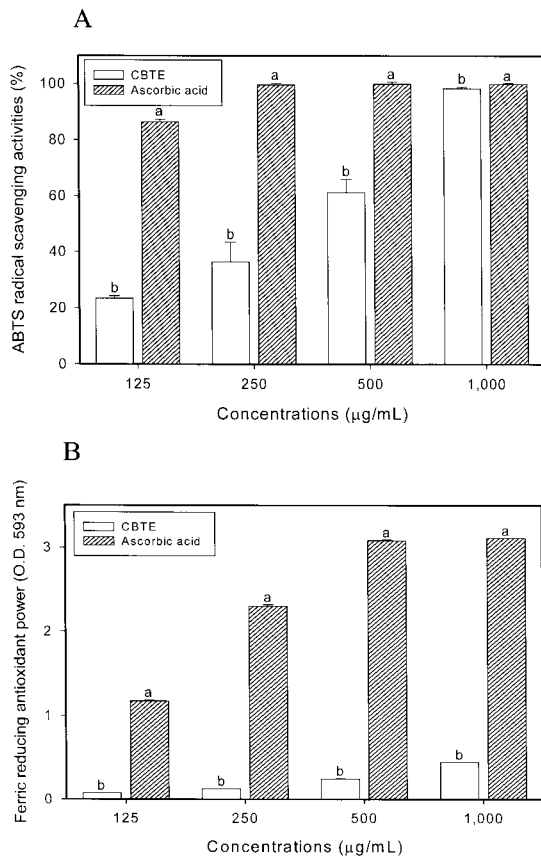 A
ABTS radical scavenging activities (%)
100
80
60
40
20
0
CBTE
Ascorbic acid
b
a
b
a
b
a
b
a
125
250
500
1,000
Concentrations (μg/mL)
B
Ferric reducing antioxidant power (O.D. 593 nm)
3
2
1
0
CBTE
Ascorbic acid
b
a
b
a
b
a
b
a
125
250
500
1,000
Concentrations (μg/mL)